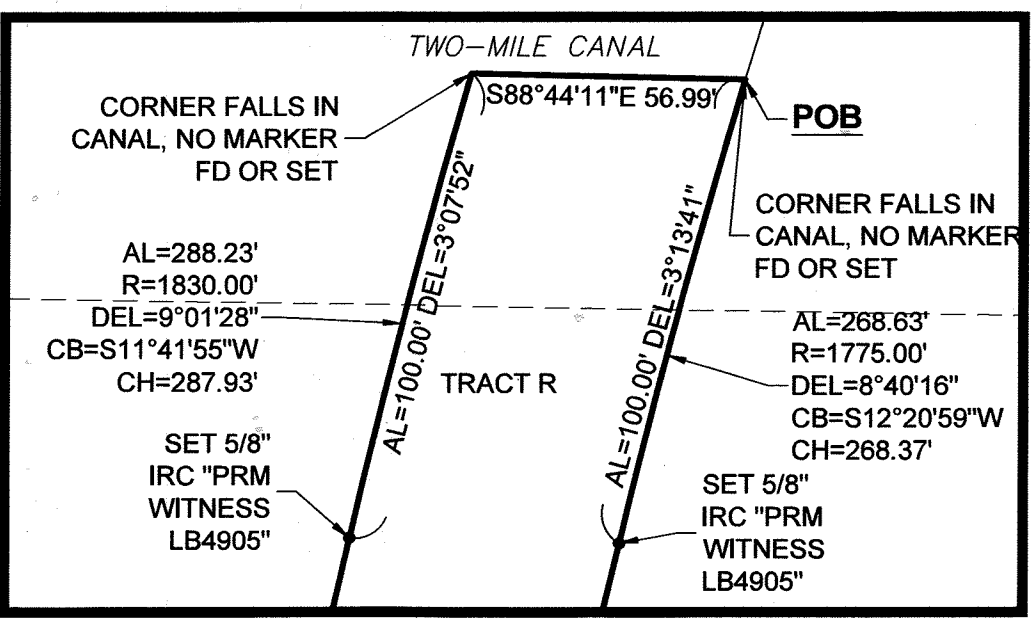 TWO-MILE CANAL
S88°44'11"E 56.99'
CORNER FALLS IN
CANAL, NO MARKER
FD OR SET
POB
CORNER FALLS IN
CANAL, NO MARKER
FD OR SET
AL=100.00' DEL=3°07'52"
AL=100.00' DEL=3°13'41"
AL=288.23'
R=1830.00'
DEL=9°01'28"
CB=S11°41'55"W
CH=287.93'
TRACT R
AL=268.63'
R=1775.00'
DEL=8°40'16"
CB=S12°20'59"W
CH=268.37'
SET 5/8"
IRC "PRM
WITNESS
LB4905"
SET 5/8"
IRC "PRM
WITNESS
LB4905"